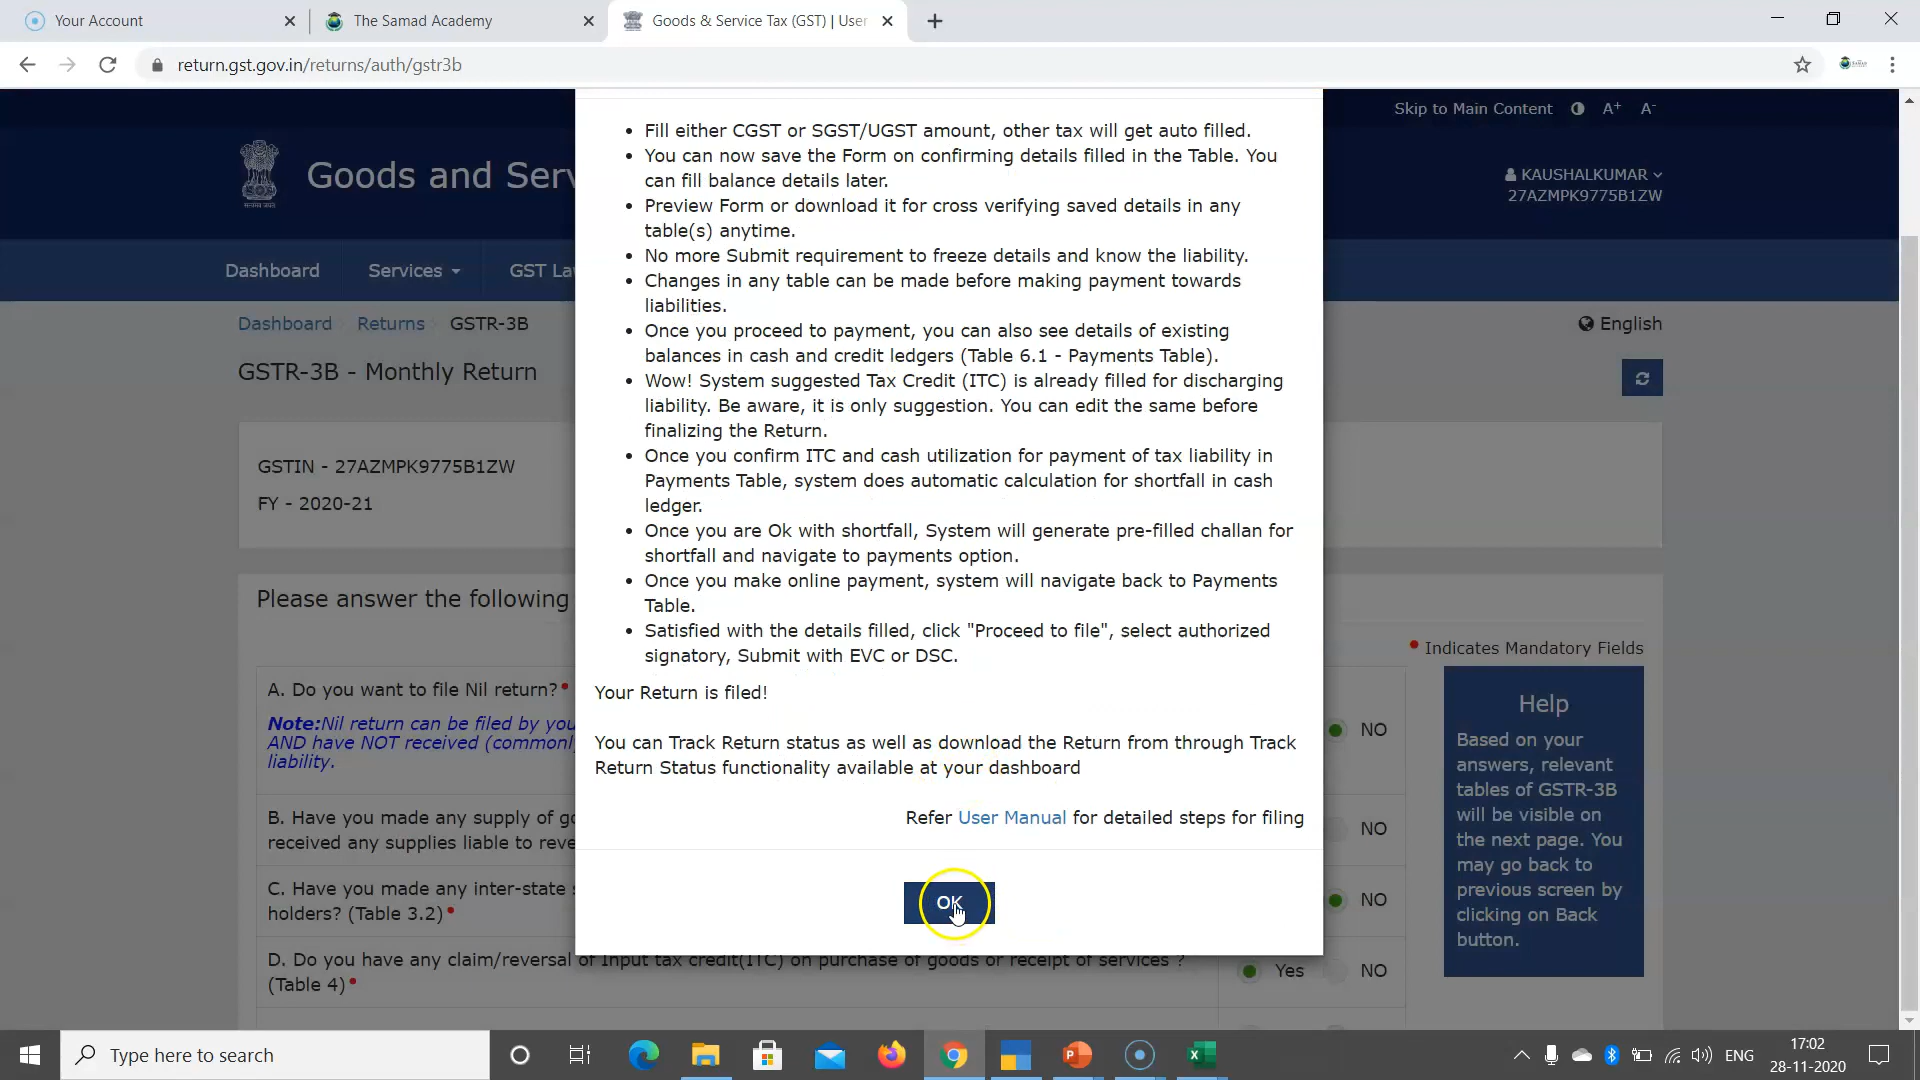 Your Account
The Samad Academy
Goods & Service Tax (GST) | User
return.gst.gov.in/returns/auth/gstr3b
Skip to Main Content A+ A-
सत्यमेव जयते
Goods and Serv
KAUSHALKUMAR
27AZMPK9775B1ZW
Dashboard Services GST La
Dashboard Returns GSTR-3B
English
GSTR-3B - Monthly Return
GSTIN - 27AZMPK9775B1ZW
FY - 2020-21
Please answer the following
• Indicates Mandatory Fields
A. Do you want to file Nil return?•
Note:Nil return can be filed by you
AND have NOT received (commonl
liability.
NO
B. Have you made any supply of go
received any supplies liable to reve
NO
C. Have you made any inter-state s
holders? (Table 3.2)•
NO
D. Do you have any claim/reversal of Input tax credit(ITC) on purchase of goods or receipt of services ?
(Table 4)•
Yes NO
Help
Based on your
answers, relevant
tables of GSTR-3B
will be visible on
the next page. You
may go back to
previous screen by
clicking on Back
button.
• Fill either CGST or SGST/UGST amount, other tax will get auto filled.
• You can now save the Form on confirming details filled in the Table. You
can fill balance details later.
• Preview Form or download it for cross verifying saved details in any
table(s) anytime.
• No more Submit requirement to freeze details and know the liability.
• Changes in any table can be made before making payment towards
liabilities.
• Once you proceed to payment, you can also see details of existing
balances in cash and credit ledgers (Table 6.1 - Payments Table).
• Wow! System suggested Tax Credit (ITC) is already filled for discharging
liability. Be aware, it is only suggestion. You can edit the same before
finalizing the Return.
• Once you confirm ITC and cash utilization for payment of tax liability in
Payments Table, system does automatic calculation for shortfall in cash
ledger.
• Once you are Ok with shortfall, System will generate pre-filled challan for
shortfall and navigate to payments option.
• Once you make online payment, system will navigate back to Payments
Table.
• Satisfied with the details filled, click "Proceed to file", select authorized
signatory, Submit with EVC or DSC.
Your Return is filed!
You can Track Return status as well as download the Return from through Track
Return Status functionality available at your dashboard
Refer User Manual for detailed steps for filing
OK
Type here to search
ENG
17:02
28-11-2020